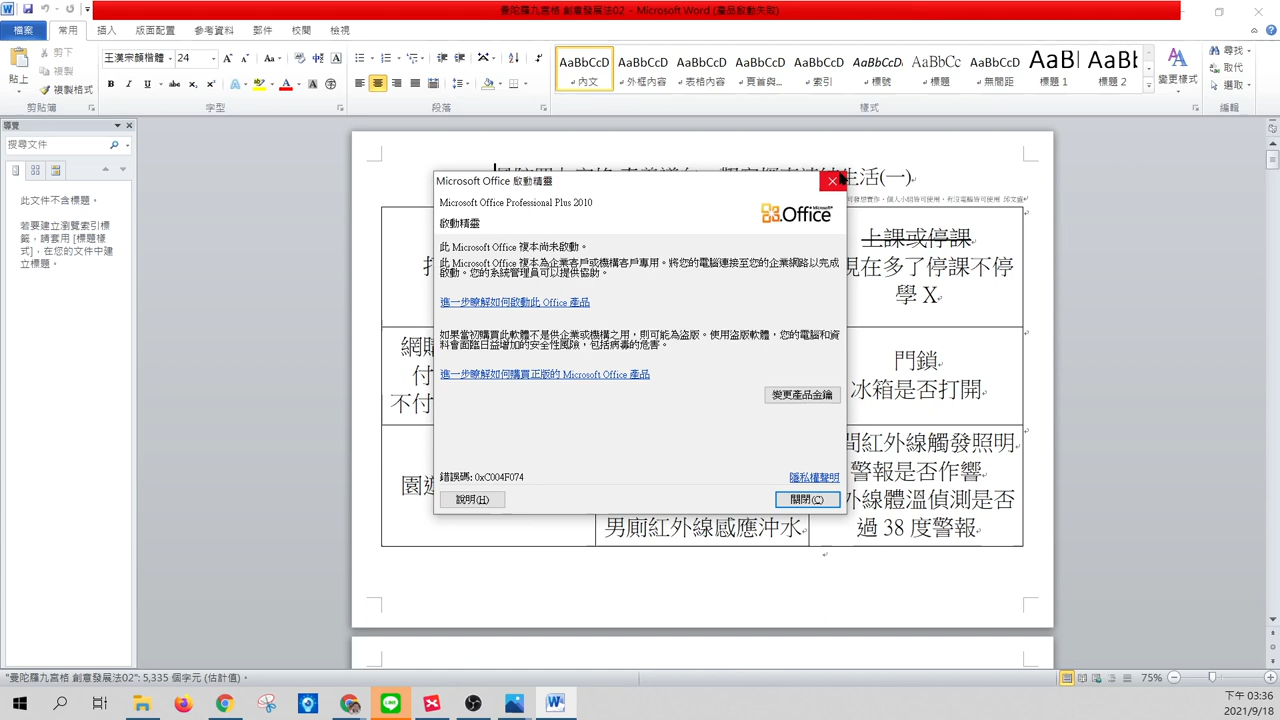 曼陀羅九宮格 創意發展法02 - Microsoft Word (產品啟動失敗)
檔案 常用 插入 版面配置 參考資料 郵件 校閱 檢視
貼上 剪下 複製 複製格式
王漢宗顏楷體 24
AaBbCcD AaBbCcD AaBbCcD AaBbCcD AaBbCcD AaBbCcD AaBbCc AaBbCcD AaB AaBb
內文 外框內容 表格內容 頁首與... 索引 標號 標題 無間距 標題 1 標題 2
變更樣式
尋找 取代 選取
剪貼簿 字型 段落 樣式 編輯
導覽
搜尋文件
此文件不含標題。
若要建立瀏覽索引標籤，請套用 [標題樣式]，在您的文件中建立標題。
生活(一)
上課或停課
現在多了停課不停
學 X
網購
付
不付
門鎖
冰箱是否打開
園遊
男廁紅外線感應沖水
間紅外線觸發照明
警報是否作響
外線體溫偵測是否
過 38 度警報
Microsoft Office 啟動精靈
Microsoft Office Professional Plus 2010
Microsoft Office
啟動精靈
此 Microsoft Office 複本尚未啟動。
此 Microsoft Office 複本為企業客戶或機構客戶專用。將您的電腦連接至您的企業網路以完成
啟動。您的系統管理員可以提供協助。
進一步瞭解如何啟動此 Office 產品
如果當初購買此軟體不是供企業或機構之用，則可能為盜版。使用盜版軟體，您的電腦和資
料會面臨日益增加的安全性風險，包括病毒的危害。
進一步瞭解如何購買正版的 Microsoft Office 產品
變更產品金鑰
錯誤碼: 0xC004F074
隱私權聲明
說明(H)
關閉(C)
"曼陀羅九宮格 創意發展法02": 5,335 個字元 (估計值)。
75%
下午 03:36
2021/9/18